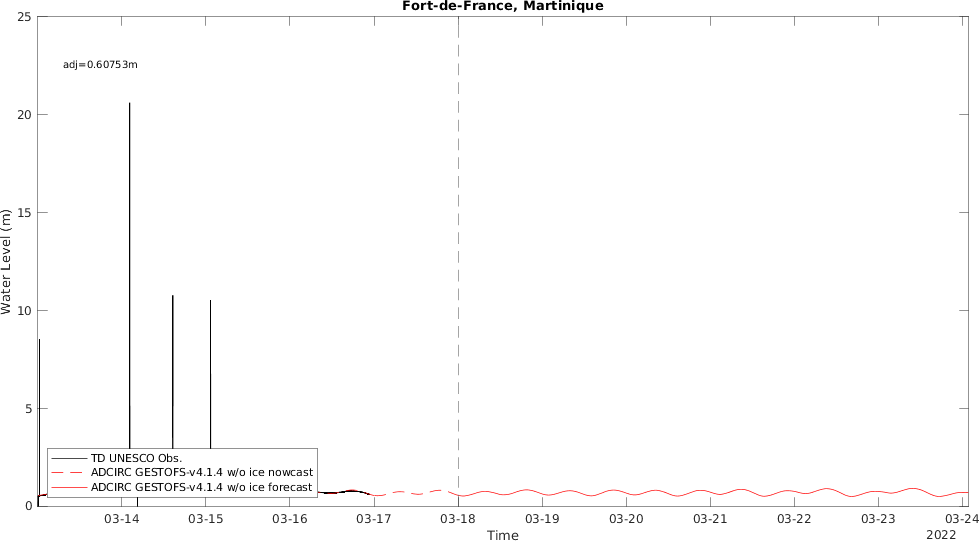 Fort-de-France, Martinique
25
adj=0.60753m
20
15
Water Level (m)
10
5
TD UNESCO Obs.
ADCIRC GESTOFS-v4.1.4 w/o ice nowcast
ADCIRC GESTOFS-v4.1.4 w/o ice forecast
0
03-14 03-15 03-16 03-17 03-18 03-19 03-20 03-21 03-22 03-23 03-24
Time
2022